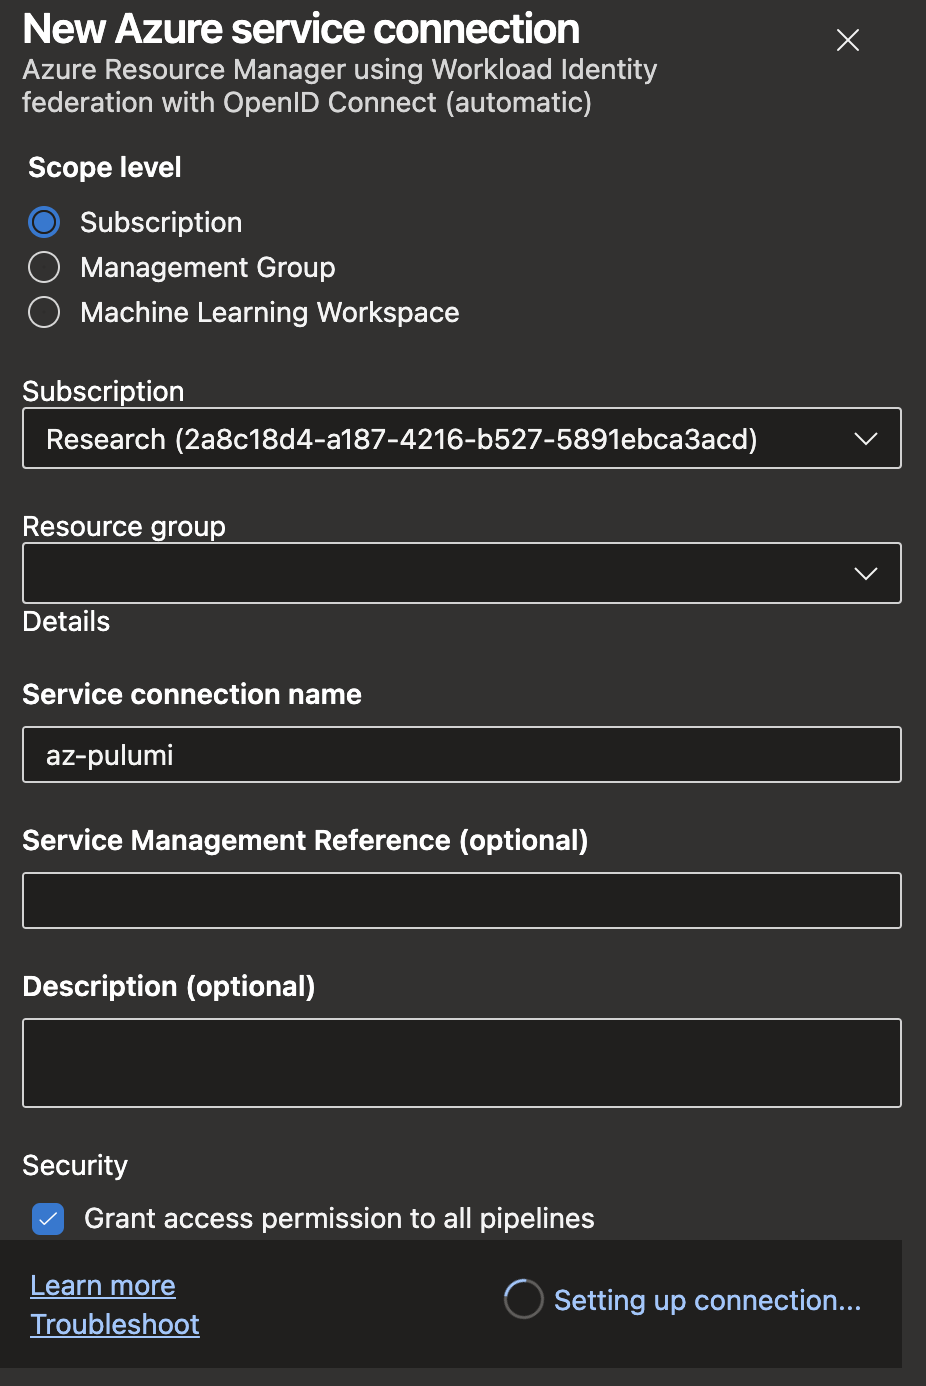 New Azure service connection
Azure Resource Manager using Workload Identity
federation with OpenID Connect (automatic)
Scope level
Subscription
Management Group
Machine Learning Workspace
Subscription
Research (2a8c18d4-a187-4216-b527-5891ebca3acd)
Resource group
Details
Service connection name
az-pulumi
Service Management Reference (optional)
Description (optional)
Security
Grant access permission to all pipelines
Learn more
Troubleshoot
Setting up connection...